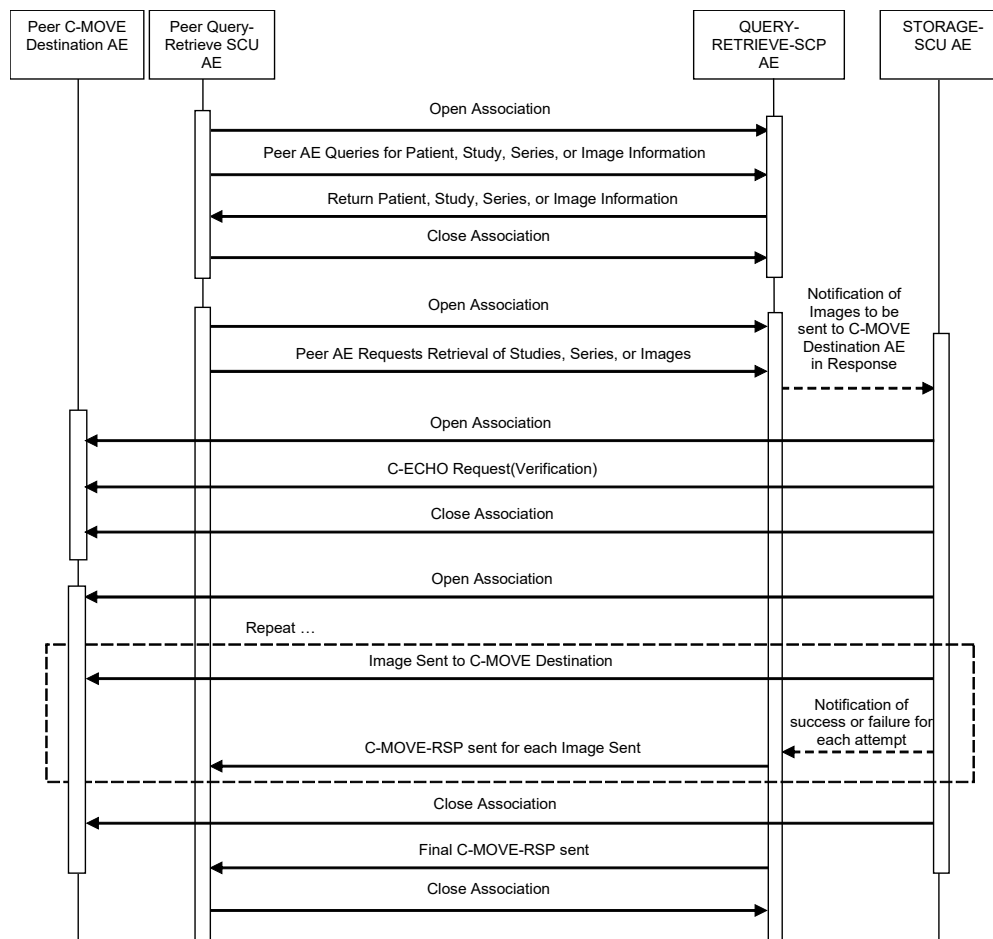 Peer C-MOVE
Destination AE
Peer Query-
Retrieve SCU
AE
QUERY-
RETRIEVE-SCP
AE
STORAGE-
SCU AE
Open Association
Peer AE Queries for Patient, Study, Series, or Image Information
Return Patient, Study, Series, or Image Information
Close Association
Notification of
Images to be
sent to C-MOVE
Destination AE
in Response
Open Association
Peer AE Requests Retrieval of Studies, Series, or Images
Open Association
C-ECHO Request(Verification)
Close Association
Open Association
Repeat …
Image Sent to C-MOVE Destination
Notification of
success or failure for
each attempt
C-MOVE-RSP sent for each Image Sent
Close Association
Final C-MOVE-RSP sent
Close Association